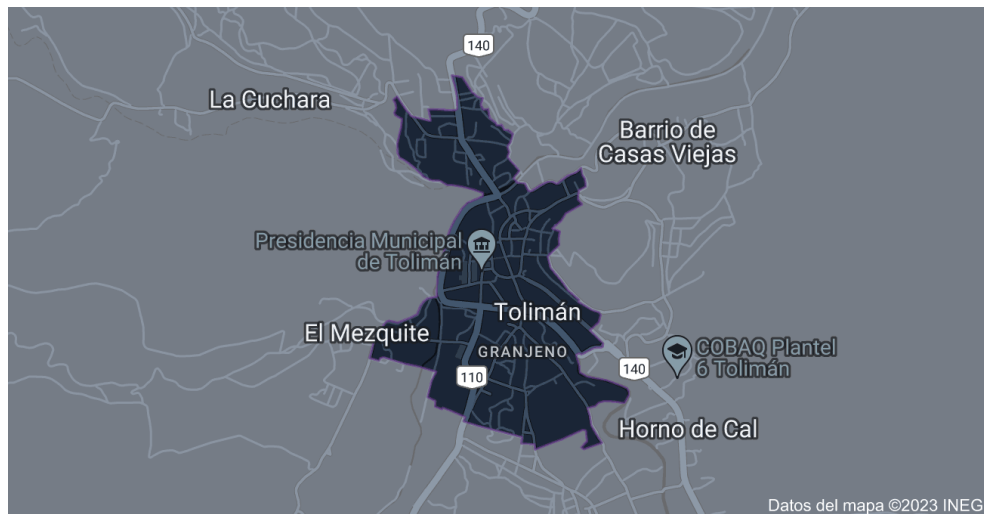 140
La Cuchara
Barrio de
Casas Viejas
Presidencia Municipal
de Tolimán
Tolimán
El Mezquite
GRANJENO
COBAQ Plantel
6 Tolimán
140
110
Horno de Cal
Datos del mapa ©2023 INEG